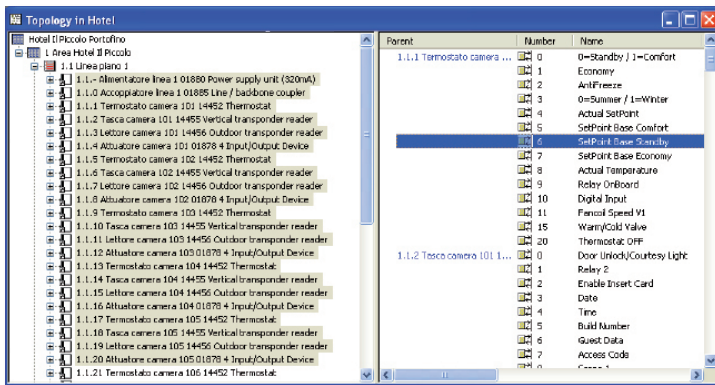 Topology in Hotel
Hotel Il Piccolo Portofino
1 Area Hotel Il Piccolo
1.1 Linea piano 1
1.1.- Alimentatore linea 1 01880 Power supply unit (320mA)
1.1.0 Accoppiatore linea 1 01885 Line / backbone coupler
1.1.1 Termostato camera 101 14452 Thermostat
1.1.2 Tasca camera 101 14455 Vertical transponder reader
1.1.3 Lettore camera 101 14456 Outdoor transponder reader
1.1.4 Attuatore camera 101 01878 4 Input/Output Device
1.1.5 Termostato camera 102 14452 Thermostat
1.1.6 Tasca camera 102 14455 Vertical transponder reader
1.1.7 Lettore camera 102 14456 Outdoor transponder reader
1.1.8 Attuatore camera 102 01878 4 Input/Output Device
1.1.9 Termostato camera 103 14452 Thermostat
1.1.10 Tasca camera 103 14455 Vertical transponder reader
1.1.11 Lettore camera 103 14456 Outdoor transponder reader
1.1.12 Attuatore camera 103 01878 4 Input/Output Device
1.1.13 Termostato camera 104 14452 Thermostat
1.1.14 Tasca camera 104 14455 Vertical transponder reader
1.1.15 Lettore camera 104 14456 Outdoor transponder reader
1.1.16 Attuatore camera 104 01878 4 Input/Output Device
1.1.17 Termostato camera 105 14452 Thermostat
1.1.18 Tasca camera 105 14455 Vertical transponder reader
1.1.19 Lettore camera 105 14456 Outdoor transponder reader
1.1.20 Attuatore camera 105 01878 4 Input/Output Device
1.1.21 Termostato camera 106 14452 Thermostat
Parent Number Name
1.1.1 Termostato camera ... 0 0=Standby / 1=Comfort
1 Economy
2 AntiFreeze
3 0=Summer / 1=Winter
4 Actual SetPoint
5 SetPoint Base Comfort
6 SetPoint Base Standby
7 SetPoint Base Economy
8 Actual Temperature
9 Relay OnBoard
10 Digital Input
11 Fancoil Speed V1
15 Warm/Cold Valve
20 Thermostat OFF
1.1.2 Tasca camera 101 1... 0 Door Unlock/Courtesy Light
1 Relay 2
2 Enable Insert Card
3 Date
4 Time
5 Build Number
6 Guest Data
7 Access Code